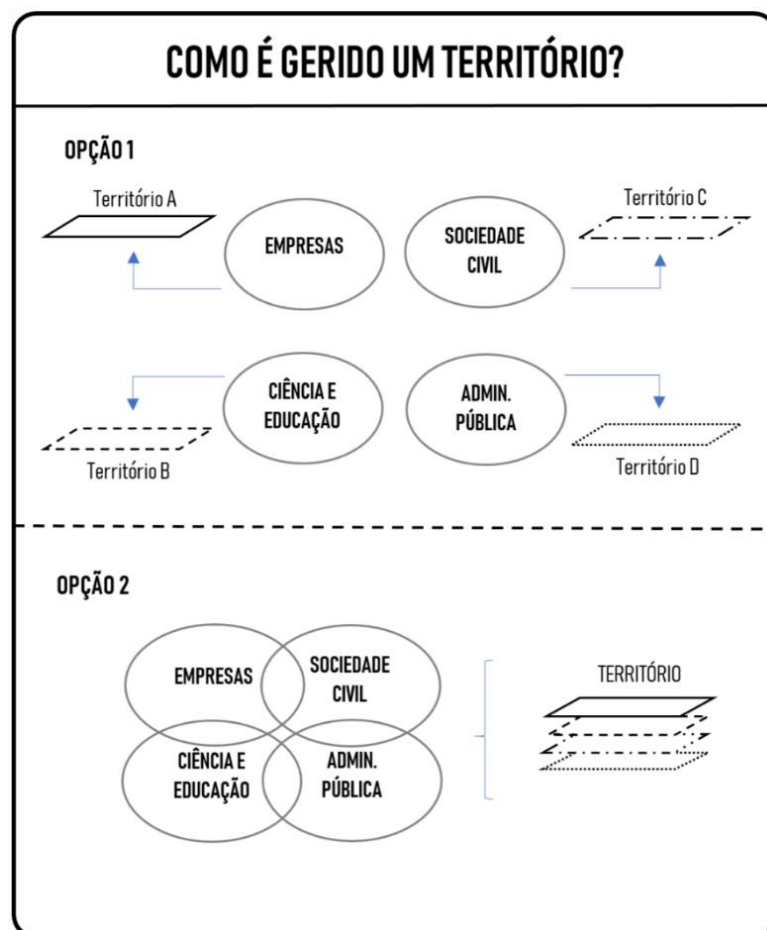 COMO É GERIDO UM TERRITÓRIO?
OPÇÃO 1
Território A
EMPRESAS
SOCIEDADE
CIVIL
Território C
CIÊNCIA E
EDUCAÇÃO
ADMIN.
PÚBLICA
Território B
Território D
OPÇÃO 2
EMPRESAS
SOCIEDADE
CIVIL
TERRITÓRIO
CIÊNCIA E
EDUCAÇÃO
ADMIN.
PÚBLICA